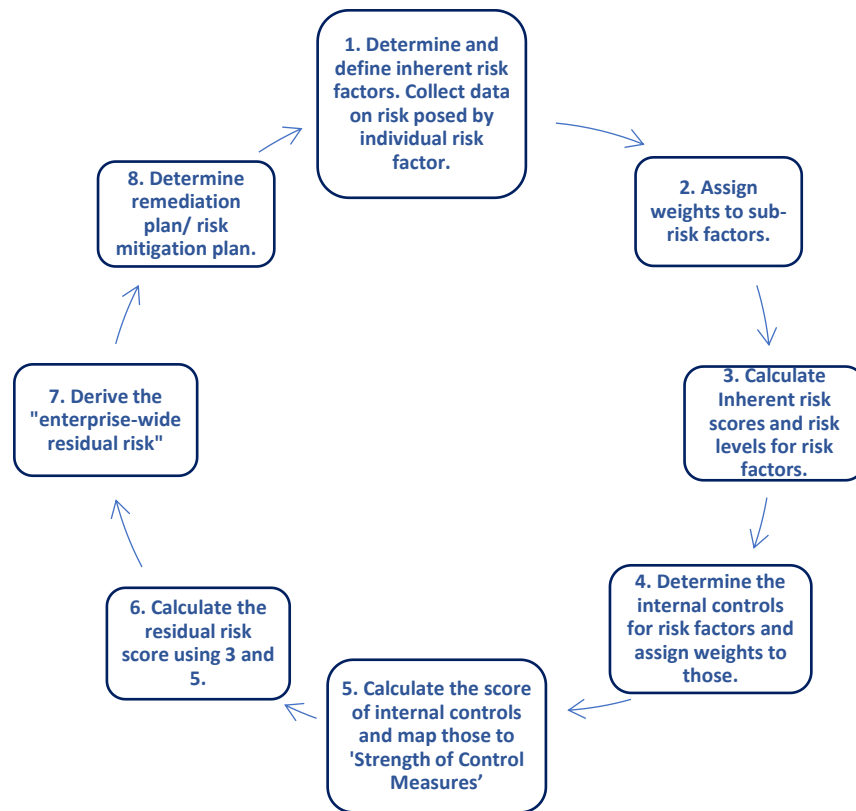 1. Determine and
define inherent risk
factors. Collect data
on risk posed by
individual risk
factor.
2. Assign
weights to sub-
risk factors.
3. Calculate
Inherent risk
scores and risk
levels for risk
factors.
4. Determine the
internal controls
for risk factors and
assign weights to
those.
5. Calculate the score
of internal controls
and map those to
'Strength of Control
Measures’
6. Calculate the
residual risk
score using 3 and
5.
7. Derive the
"enterprise-wide
residual risk"
8. Determine
remediation
plan/ risk
mitigation plan.